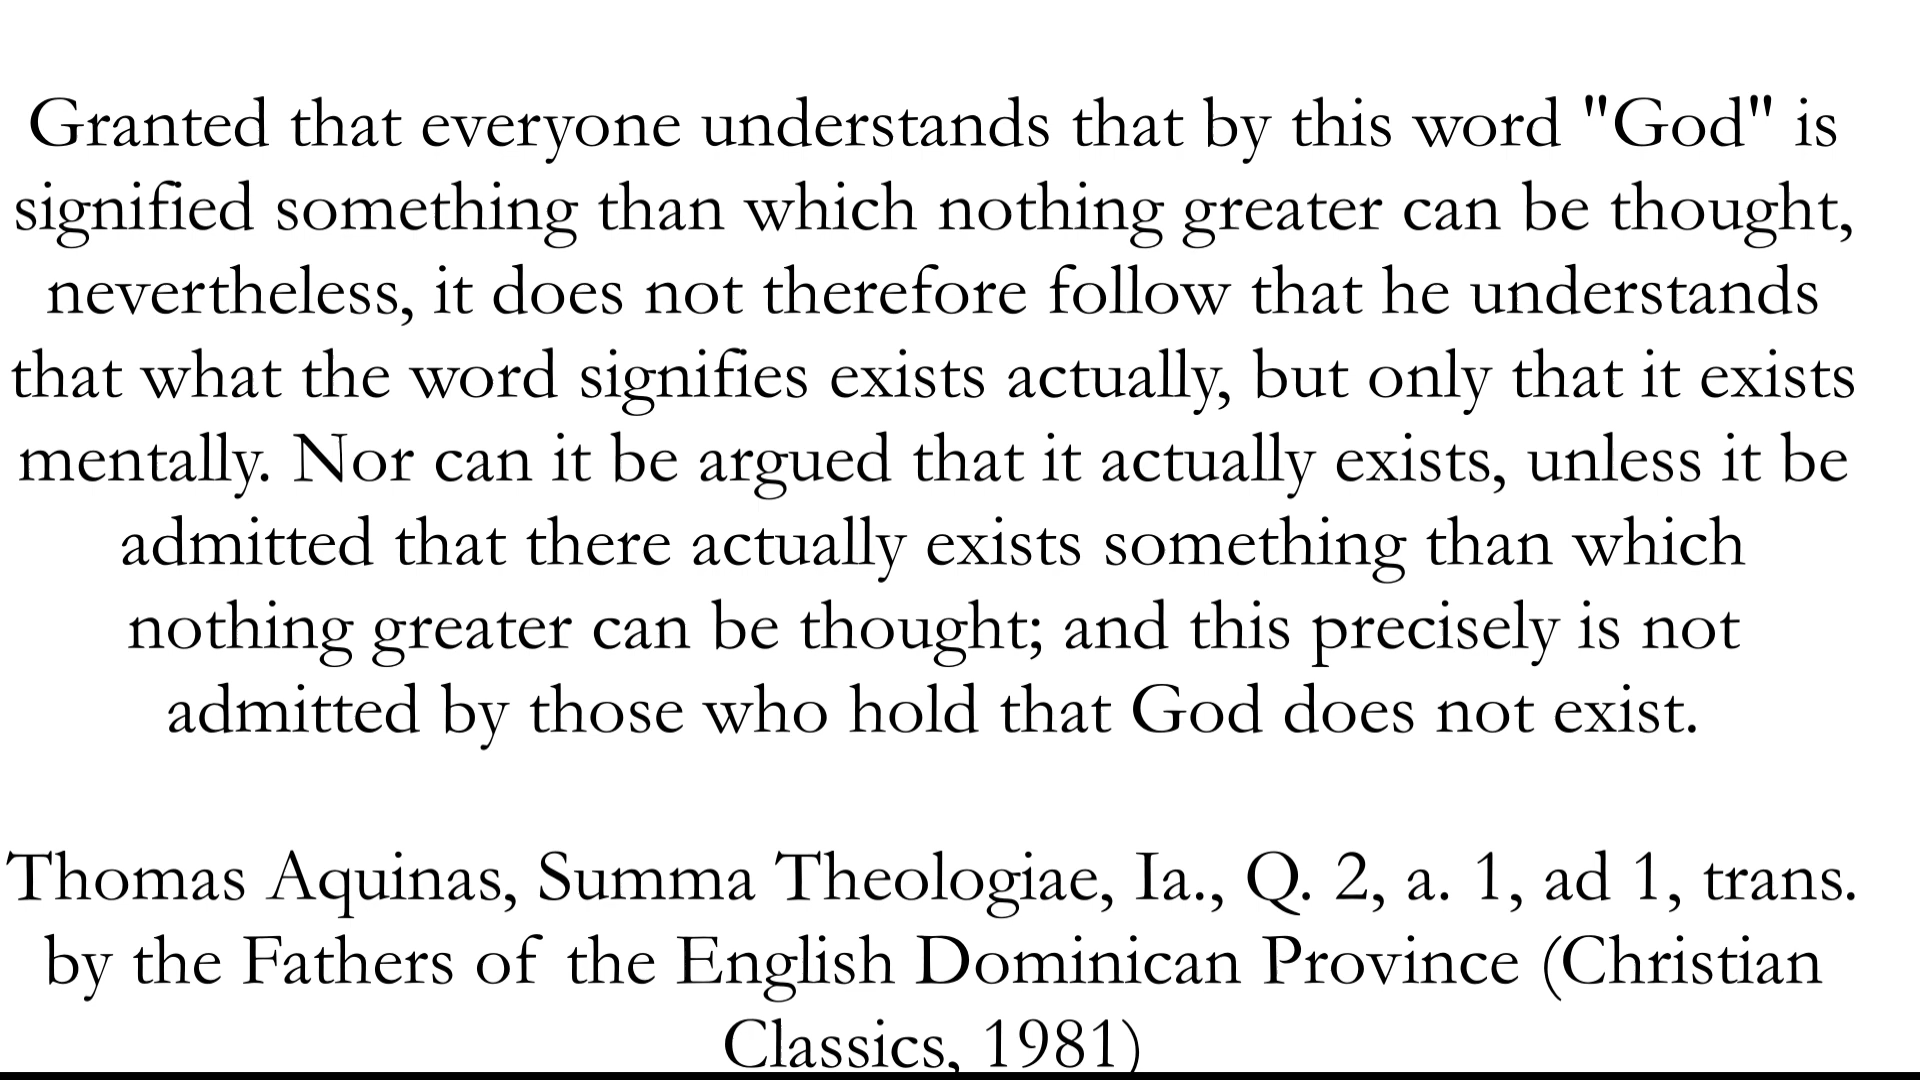 Granted that everyone understands that by this word "God" is
signified something than which nothing greater can be thought,
nevertheless, it does not therefore follow that he understands
that what the word signifies exists actually, but only that it exists
mentally. Nor can it be argued that it actually exists, unless it be
admitted that there actually exists something than which
nothing greater can be thought; and this precisely is not
admitted by those who hold that God does not exist.
Thomas Aquinas, Summa Theologiae, Ia., Q. 2, a. 1, ad 1, trans.
by the Fathers of the English Dominican Province (Christian
Classics, 1981)